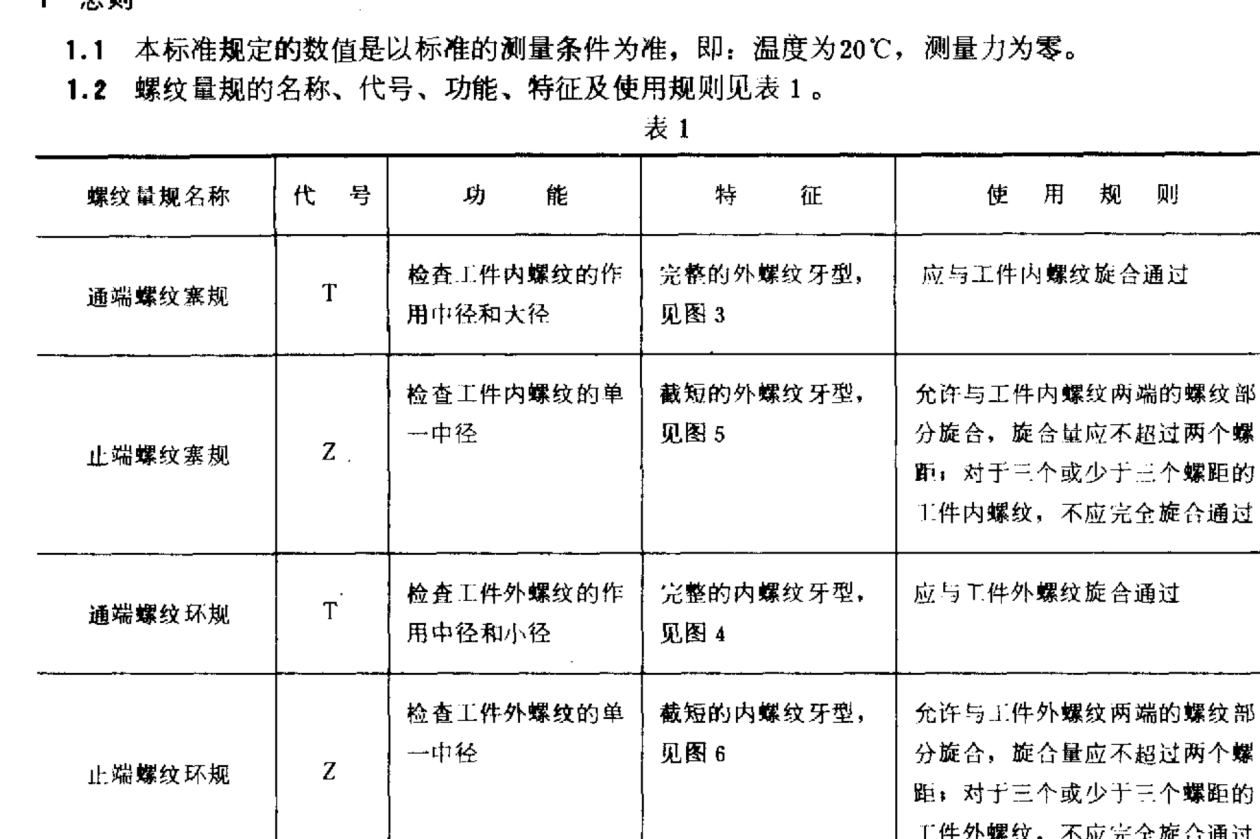 1 总则
1.1 本标准规定的数值是以标准的测量条件为准，即：温度为20℃，测量力为零。
1.2 螺纹量规的名称、代号、功能、特征及使用规则见表1。
表1
螺纹量规名称 代号 功能 特征 使用规则
通端螺纹塞规
T
检查工件内螺纹的作
用中径和大径
完整的外螺纹牙型，
见图3
应与工件内螺纹旋合通过
止端螺纹塞规
Z
检查工件内螺纹的单
一中径
截短的外螺纹牙型，
见图5
允许与工件内螺纹两端的螺纹部
分旋合，旋合量应不超过两个螺
距；对于三个或少于三个螺距的
工件内螺纹，不应完全旋合通过
通端螺纹环规
T
检查工件外螺纹的作
用中径和小径
完整的内螺纹牙型，
见图4
应与工件外螺纹旋合通过
止端螺纹环规
Z
检查工件外螺纹的单
一中径
截短的内螺纹牙型，
见图6
允许与工件外螺纹两端的螺纹部
分旋合，旋合量应不超过两个螺
距；对于三个或少于三个螺距的
工件外螺纹，不应完全旋合通过